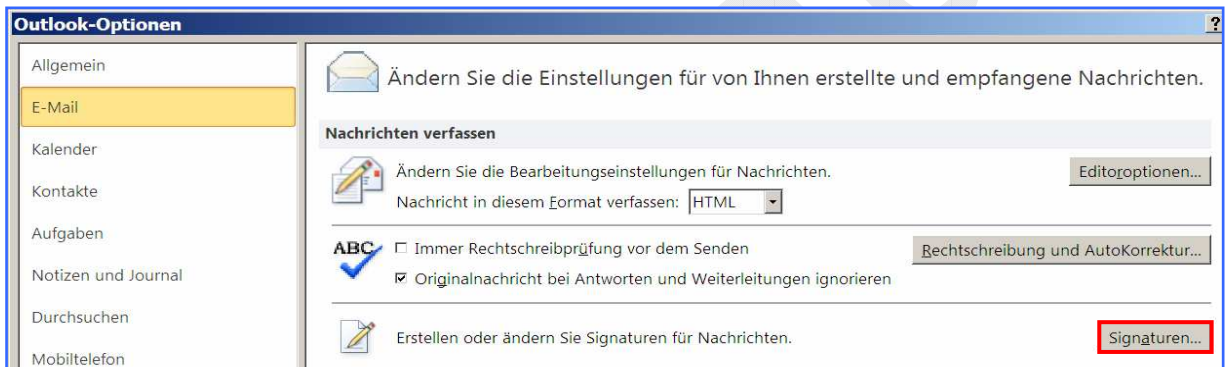 Outlook-Optionen
?
Allgemein
E-Mail
Kalender
Kontakte
Aufgaben
Notizen und Journal
Durchsuchen
Mobiltelefon
Ändern Sie die Einstellungen für von Ihnen erstellte und empfangene Nachrichten.
Nachrichten verfassen
Ändern Sie die Bearbeitungseinstellungen für Nachrichten.
Editoroptionen...
Nachricht in diesem Format verfassen: HTML
ABC
Immer Rechtschreibprüfung vor dem Senden
Rechtschreibung und AutoKorrektur...
Originalnachricht bei Antworten und Weiterleitungen ignorieren
Erstellen oder ändern Sie Signaturen für Nachrichten.
Signaturen...